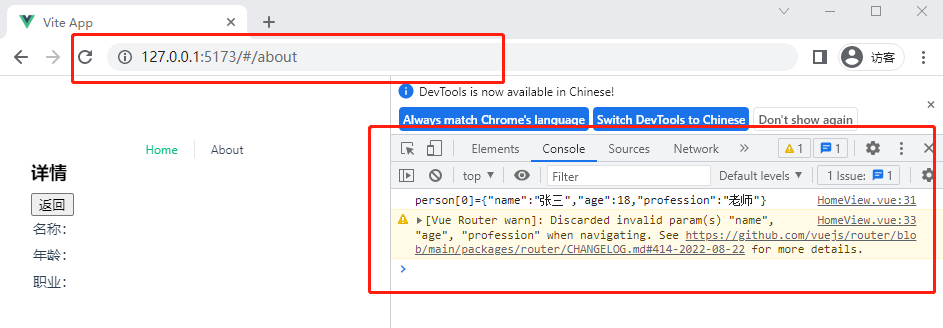 Vite App
127.0.0.1:5173/#/about
访客
DevTools is now available in Chinese!
Always match Chrome's language Switch DevTools to Chinese Don't show again
Home About
详情
返回
名称:
年龄:
职业:
Elements Console Sources Network » 1 1
top Filter Default levels 1 Issue: 1
person[0]={"name":"张三","age":18,"profession":"老师"} HomeView.vue:31
[Vue Router warn]: Discarded invalid param(s) "name", HomeView.vue:33
"age", "profession" when navigating. See https://github.com/vuejs/router/blo
b/main/packages/router/CHANGELOG.md#414-2022-08-22 for more details.